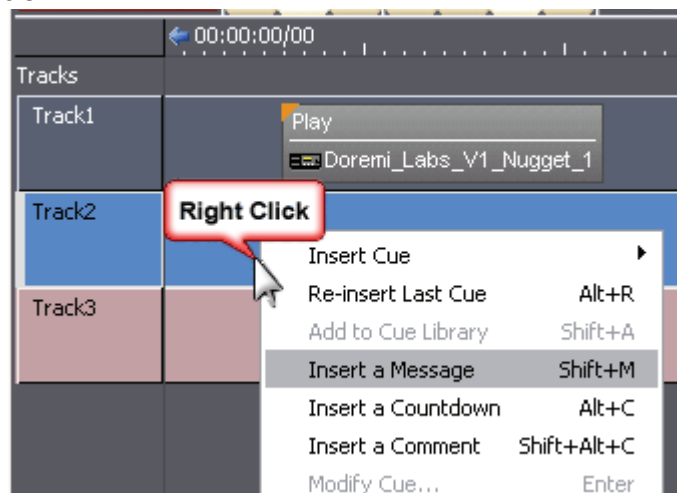 00:00:00/00
Tracks
Track1
Play
Doremi_Labs_V1_Nugget_1
Track2
Right Click
Insert Cue
Re-insert Last Cue Alt+R
Track3
Add to Cue Library Shift+A
Insert a Message Shift+M
Insert a Countdown Alt+C
Insert a Comment Shift+Alt+C
Modify Cue... Enter